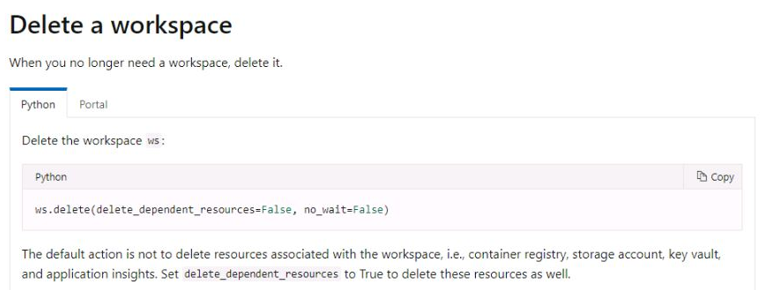 Delete a workspace
When you no longer need a workspace, delete it.
Python Portal
Delete the workspace ws:
Python Copy
ws.delete(delete_dependent_resources=False, no_wait=False)
The default action is not to delete resources associated with the workspace, i.e., container registry, storage account, key vault,
and application insights. Set delete_dependent_resources to True to delete these resources as well.